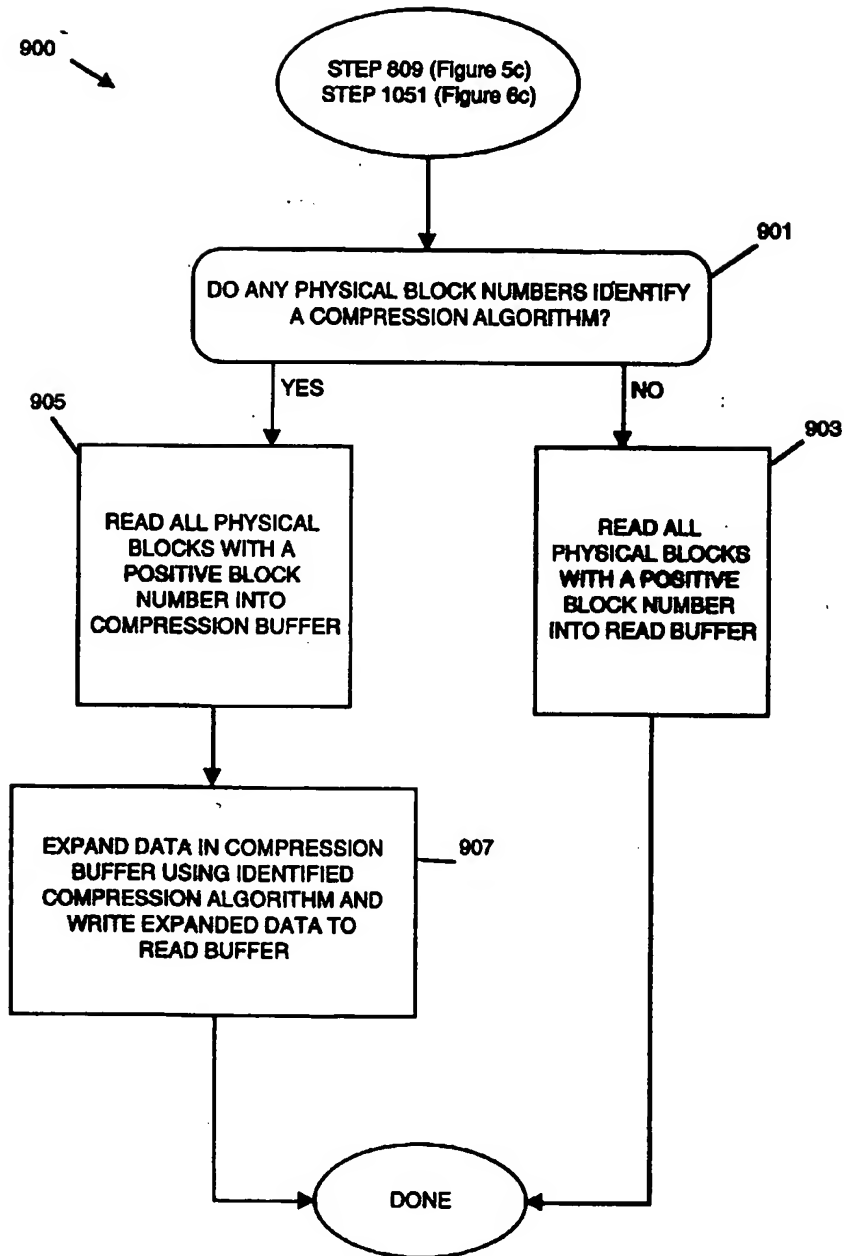 900
STEP 809 (Figure 5c)
STEP 1051 (Figure 6c)
901
DO ANY PHYSICAL BLOCK NUMBERS IDENTIFY
A COMPRESSION ALGORITHM?
YES
NO
905
903
READ ALL PHYSICAL
BLOCKS WITH A
POSITIVE BLOCK
NUMBER INTO
COMPRESSION BUFFER
READ ALL
PHYSICAL BLOCKS
WITH A POSITIVE
BLOCK NUMBER
INTO READ BUFFER
907
EXPAND DATA IN COMPRESSION
BUFFER USING IDENTIFIED
COMPRESSION ALGORITHM AND
WRITE EXPANDED DATA TO
READ BUFFER
DONE